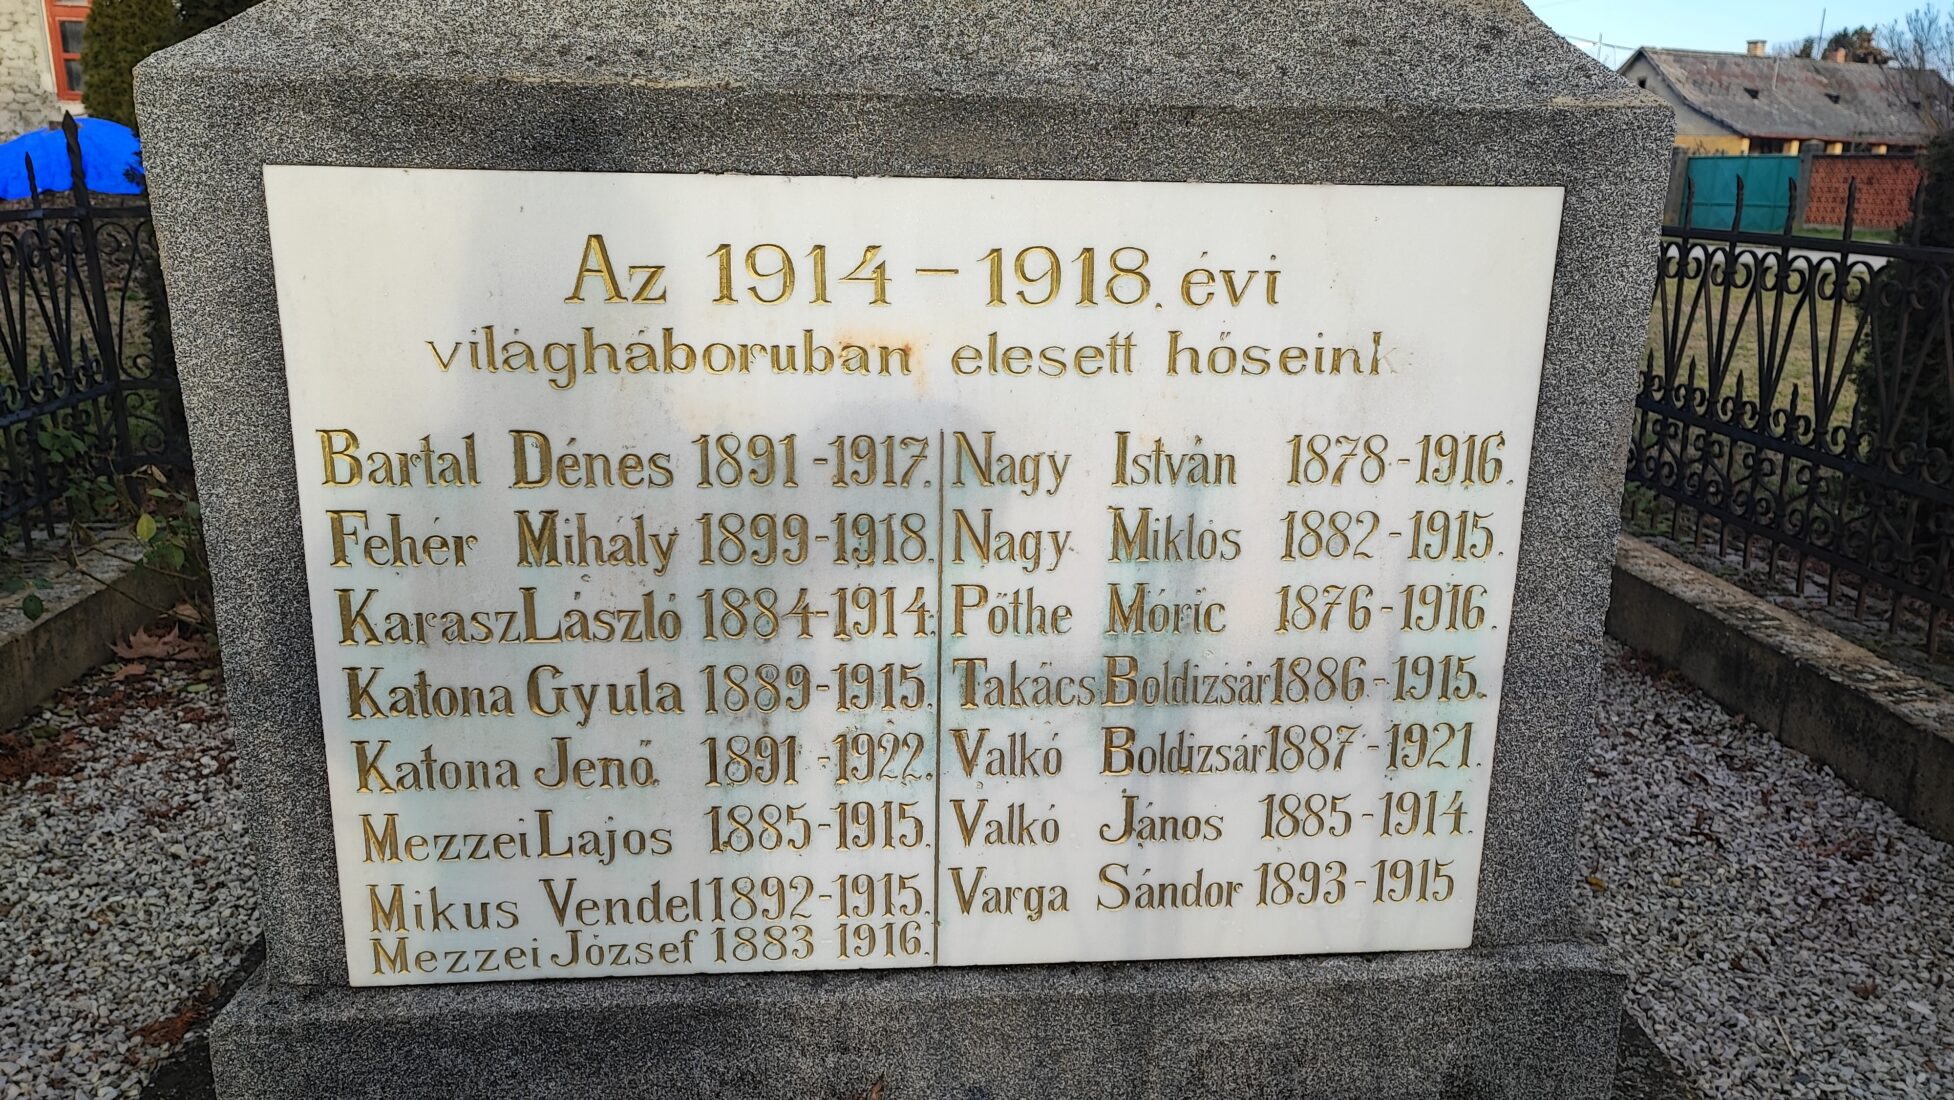 Az 1914 – 1918. évi
világháboruban elesett hőseink
Bartal Dénes 1891 - 1917.
Fehér Mihály 1899 - 1918.
Karasz László 1884 - 1914.
Katona Gyula 1889 - 1915.
Katona Jenő 1891 - 1922.
Mezzei Lajos 1885 - 1915.
Mikus Vendel 1892 - 1915.
Mezzei József 1883 - 1916.
Nagy István 1878 - 1916.
Nagy Miklós 1882 - 1915.
Pőthe Móric 1876 - 1916.
Takács Boldizsár 1886 - 1915.
Valkó Boldizsár 1887 - 1921.
Valkó János 1885 - 1914.
Varga Sándor 1893 - 1915